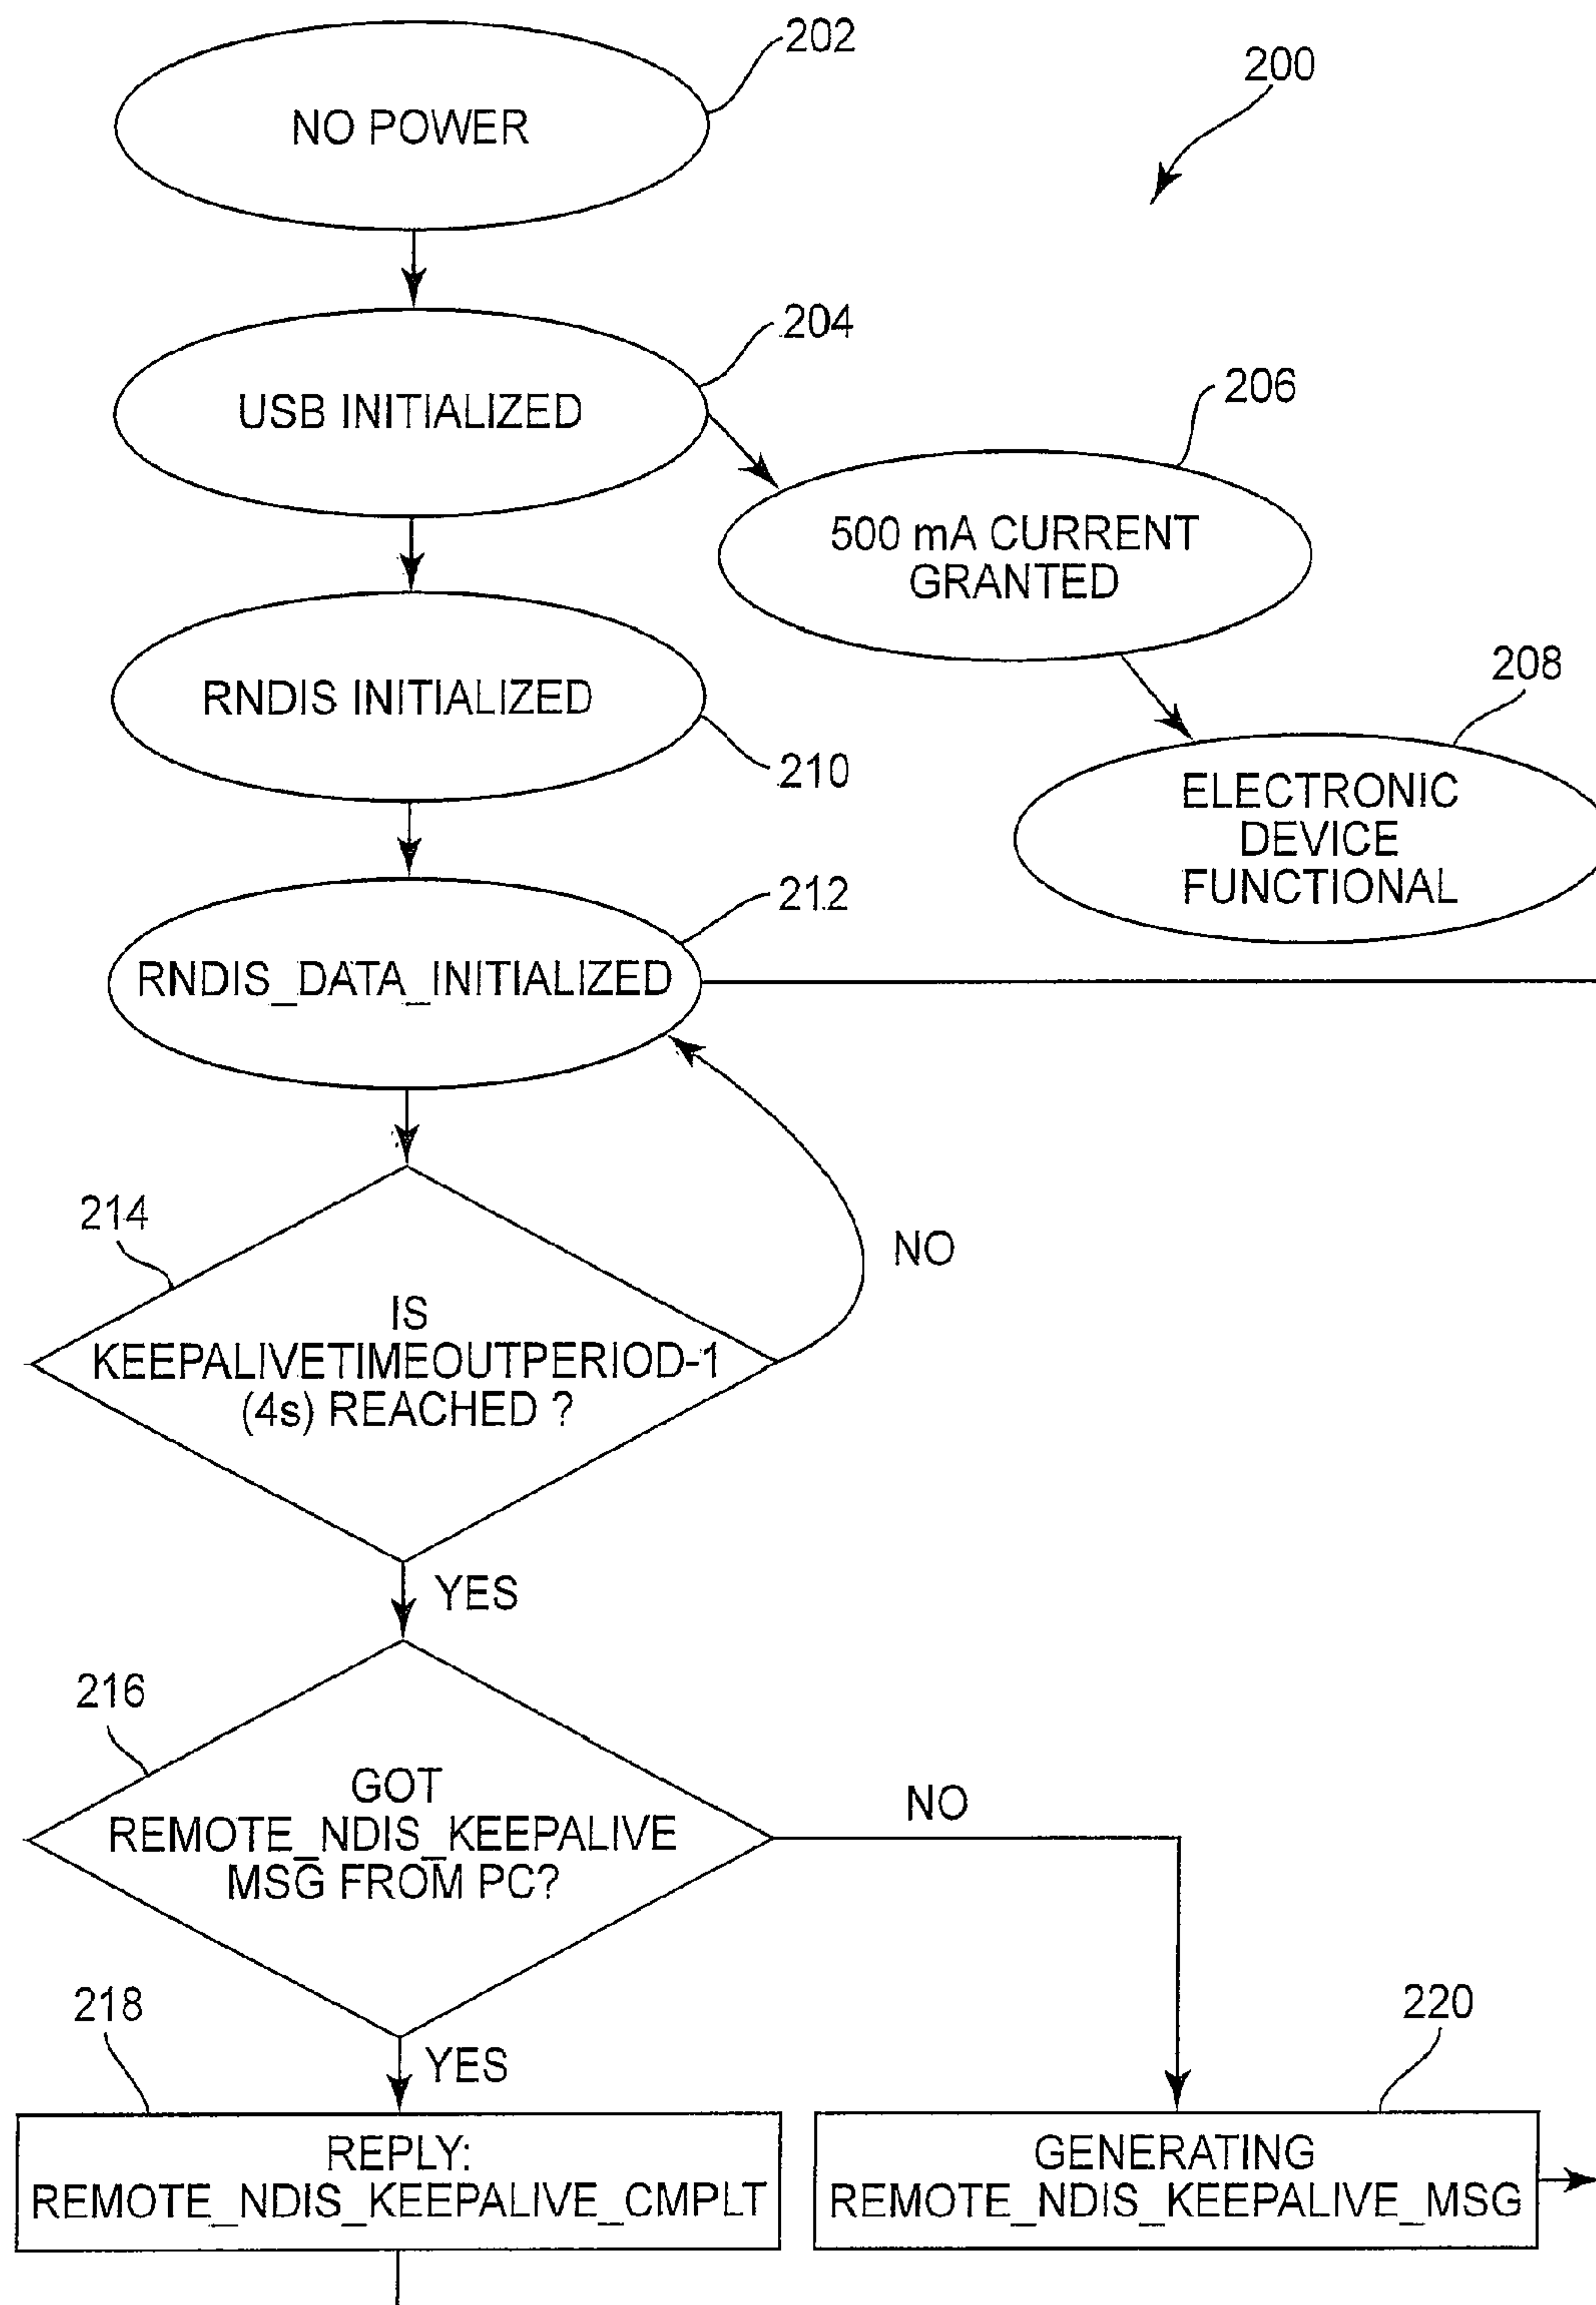 202
200
NO POWER
204
USB INITIALIZED
206
500 mA CURRENT
GRANTED
RNDIS INITIALIZED
208
210
ELECTRONIC
DEVICE
FUNCTIONAL
212
RNDIS_DATA_INITIALIZED
214
NO
IS
KEEPALIVETIMEOUTPERIOD-1
(4s) REACHED ?
YES
216
GOT
REMOTE_NDIS_KEEPALIVE
MSG FROM PC?
NO
218
YES
220
REPLY:
REMOTE_NDIS_KEEPALIVE_CMPLT
GENERATING
REMOTE_NDIS_KEEPALIVE_MSG